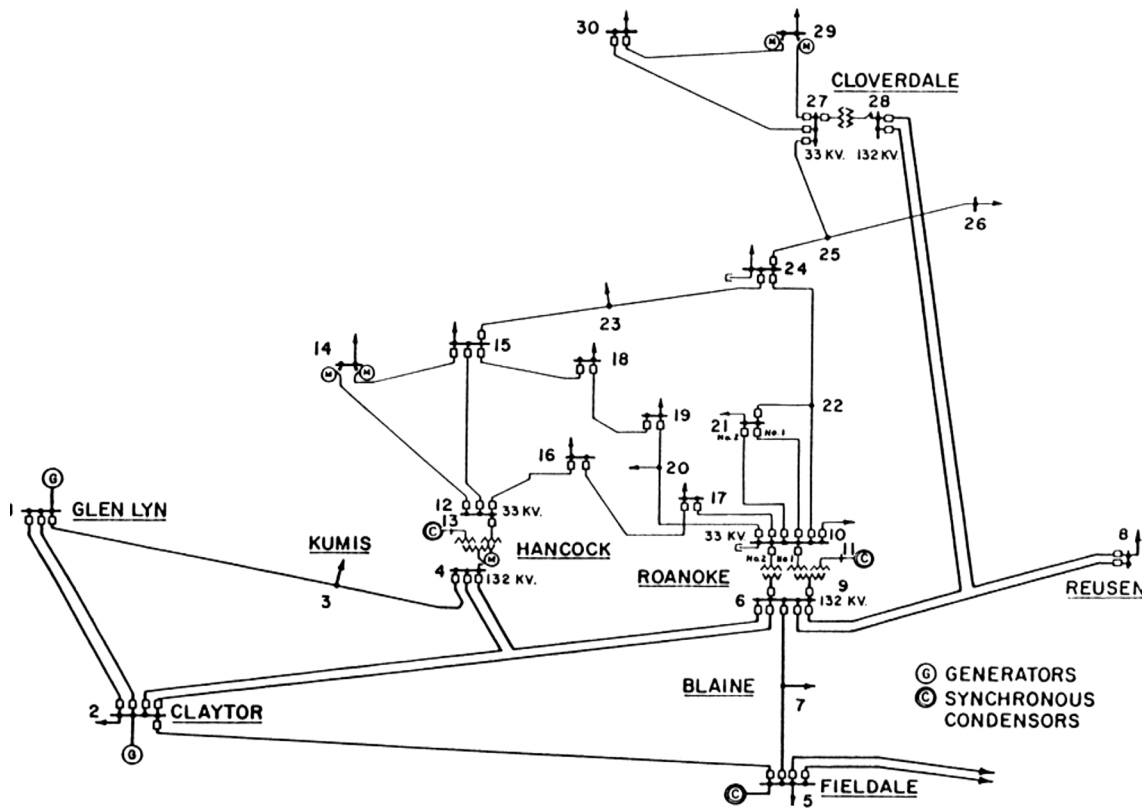 30
29
CLOVERDALE
M
M
27
28
33 KV.
132 KV.
26
25
24
23
14
15
18
M
M
22
19
21
No. 2
No. 1
16
20
G
17
GLEN LYN
12
33 KV.
13
C
HANCOCK
33 KV
10
8
KUMIS
M
No. 2
No. 1
11
C
4
132 KV.
ROANOKE
9
REUSEN
3
6
132 KV.
G GENERATORS
BLAINE
7
C SYNCHRONOUS
CONDENSORS
2
CLAYTOR
G
C
5
FIELDALE